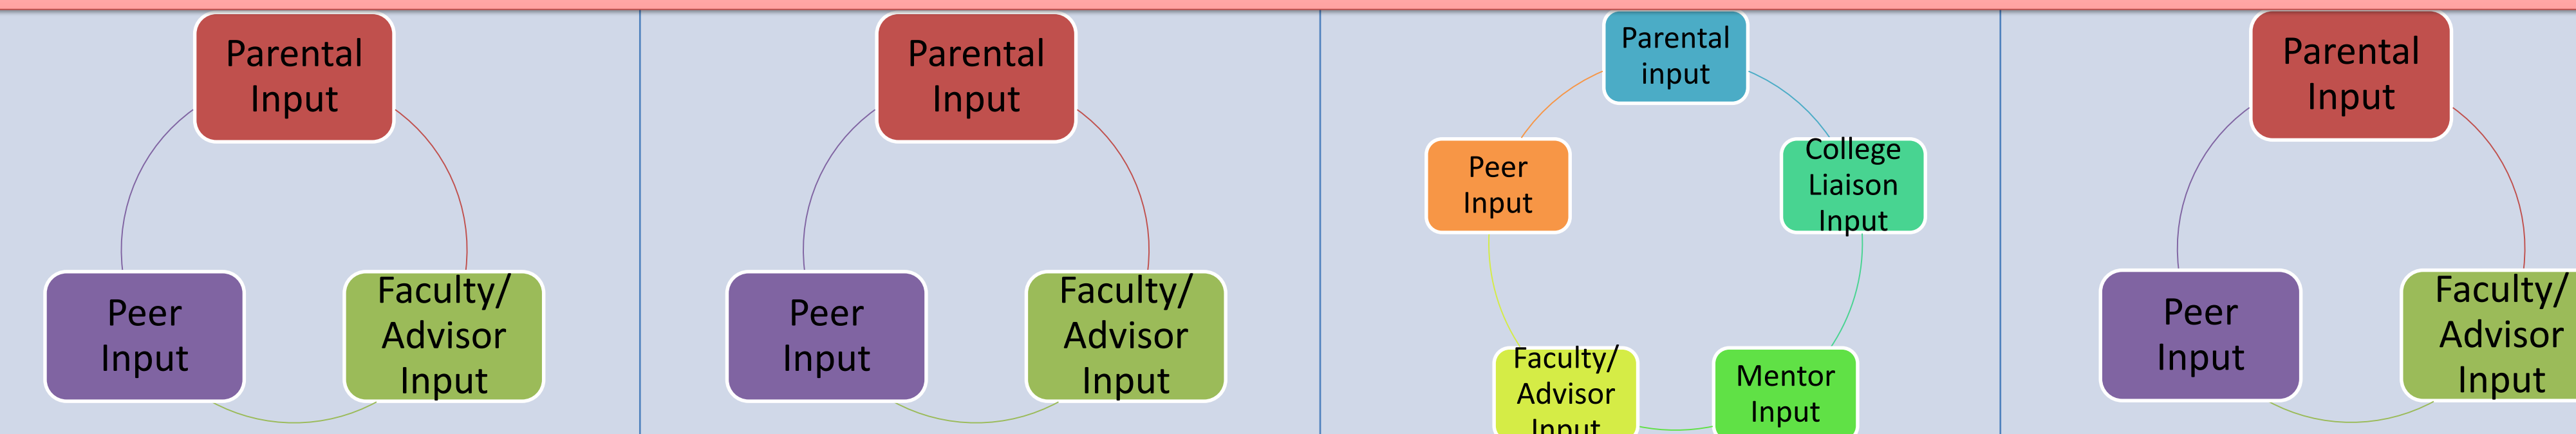 Parental
Input
Peer
Input
Faculty/
Advisor
Input
Parental
Input
Peer
Input
Faculty/
Advisor
Input
Parental
input
College
Liaison
Input
Mentor
Input
Faculty/
Advisor
Input
Peer
Input
Parental
Input
Peer
Input
Faculty/
Advisor
Input